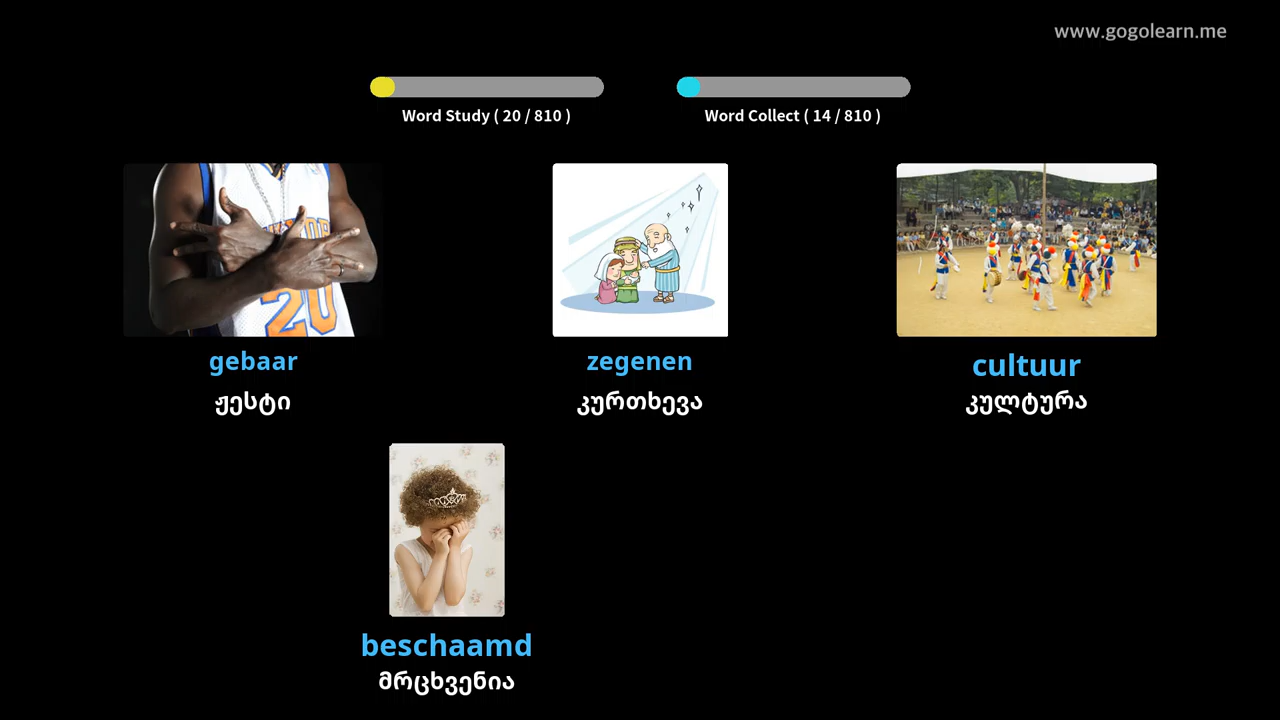 www.gogolearn.me
Word Study ( 20 / 810 )
Word Collect ( 14 / 810 )
20
gebaar
zegenen
cultuur
ჟესტი
კურთხევა
კულტურა
beschaamd
მრცხვენია